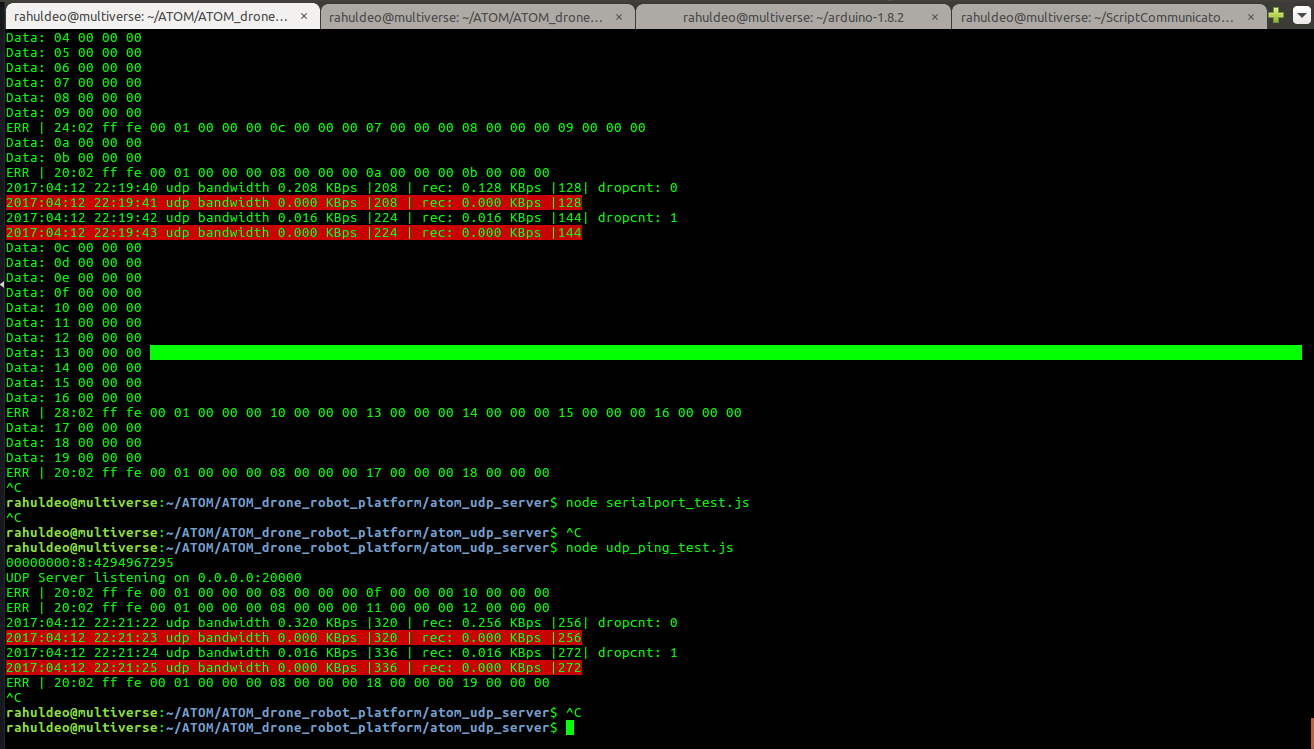 rahuldeo@multiverse: ~/ATOM/ATOM_drone... × rahuldeo@multiverse: ~/ATOM/ATOM_drone... × rahuldeo@multiverse: ~/arduino-1.8.2 × rahuldeo@multiverse: ~/ScriptCommunicato... ×
Data: 04 00 00 00
Data: 05 00 00 00
Data: 06 00 00 00
Data: 07 00 00 00
Data: 08 00 00 00
Data: 09 00 00 00
ERR | 24:02 ff fe 00 01 00 00 00 0c 00 00 00 07 00 00 00 08 00 00 00 09 00 00 00
Data: 0a 00 00 00
Data: 0b 00 00 00
ERR | 20:02 ff fe 00 01 00 00 00 08 00 00 00 0a 00 00 00 0b 00 00 00
2017:04:12 22:19:40 udp bandwidth 0.208 KBps |208 | rec: 0.128 KBps |128| dropcnt: 0
2017:04:12 22:19:41 udp bandwidth 0.000 KBps |208 | rec: 0.000 KBps |128
2017:04:12 22:19:42 udp bandwidth 0.016 KBps |224 | rec: 0.016 KBps |144| dropcnt: 1
2017:04:12 22:19:43 udp bandwidth 0.000 KBps |224 | rec: 0.000 KBps |144
Data: 0c 00 00 00
Data: 0d 00 00 00
Data: 0e 00 00 00
Data: 0f 00 00 00
Data: 10 00 00 00
Data: 11 00 00 00
Data: 12 00 00 00
Data: 13 00 00 00
Data: 14 00 00 00
Data: 15 00 00 00
Data: 16 00 00 00
ERR | 28:02 ff fe 00 01 00 00 00 10 00 00 00 13 00 00 00 14 00 00 00 15 00 00 00 16 00 00 00
Data: 17 00 00 00
Data: 18 00 00 00
Data: 19 00 00 00
ERR | 20:02 ff fe 00 01 00 00 00 08 00 00 00 17 00 00 00 18 00 00 00
^C
rahuldeo@multiverse:~/ATOM/ATOM_drone_robot_platform/atom_udp_server$ node serialport_test.js
^C
rahuldeo@multiverse:~/ATOM/ATOM_drone_robot_platform/atom_udp_server$ ^C
rahuldeo@multiverse:~/ATOM/ATOM_drone_robot_platform/atom_udp_server$ node udp_ping_test.js
00000000:8:4294967295
UDP Server listening on 0.0.0.0:20000
ERR | 20:02 ff fe 00 01 00 00 00 08 00 00 00 0f 00 00 00 10 00 00 00
ERR | 20:02 ff fe 00 01 00 00 00 08 00 00 00 11 00 00 00 12 00 00 00
2017:04:12 22:21:22 udp bandwidth 0.320 KBps |320 | rec: 0.256 KBps |256| dropcnt: 0
2017:04:12 22:21:23 udp bandwidth 0.000 KBps |320 | rec: 0.000 KBps |256
2017:04:12 22:21:24 udp bandwidth 0.016 KBps |336 | rec: 0.016 KBps |272| dropcnt: 1
2017:04:12 22:21:25 udp bandwidth 0.000 KBps |336 | rec: 0.000 KBps |272
ERR | 20:02 ff fe 00 01 00 00 00 08 00 00 00 18 00 00 00 19 00 00 00
^C
rahuldeo@multiverse:~/ATOM/ATOM_drone_robot_platform/atom_udp_server$ ^C
rahuldeo@multiverse:~/ATOM/ATOM_drone_robot_platform/atom_udp_server$